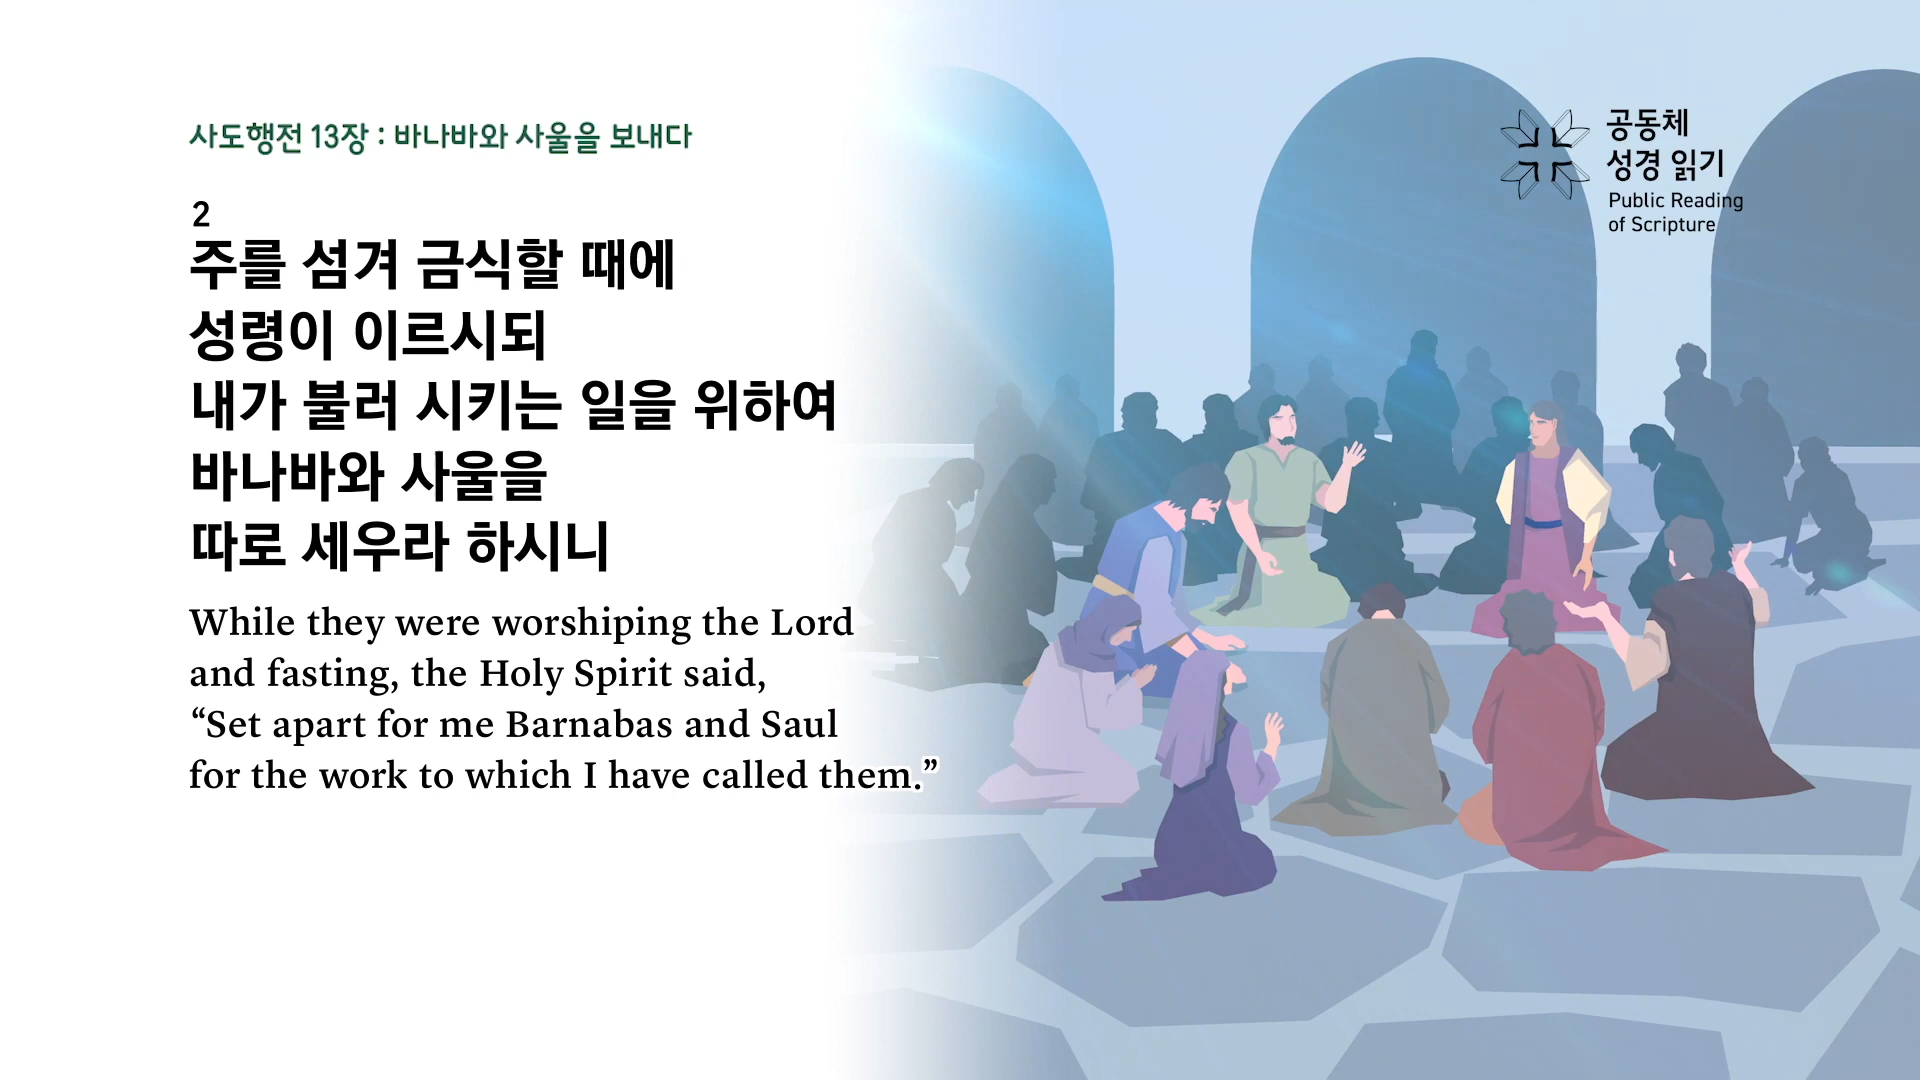 사도행전 13장 : 바나바와 사울을 보내다
2
주를 섬겨 금식할 때에
성령이 이르시되
내가 불러 시키는 일을 위하여
바나바와 사울을
따로 세우라 하시니
While they were worshiping the Lord
and fasting, the Holy Spirit said,
“Set apart for me Barnabas and Saul
for the work to which I have called them.”
공동체
성경 읽기
Public Reading
of Scripture